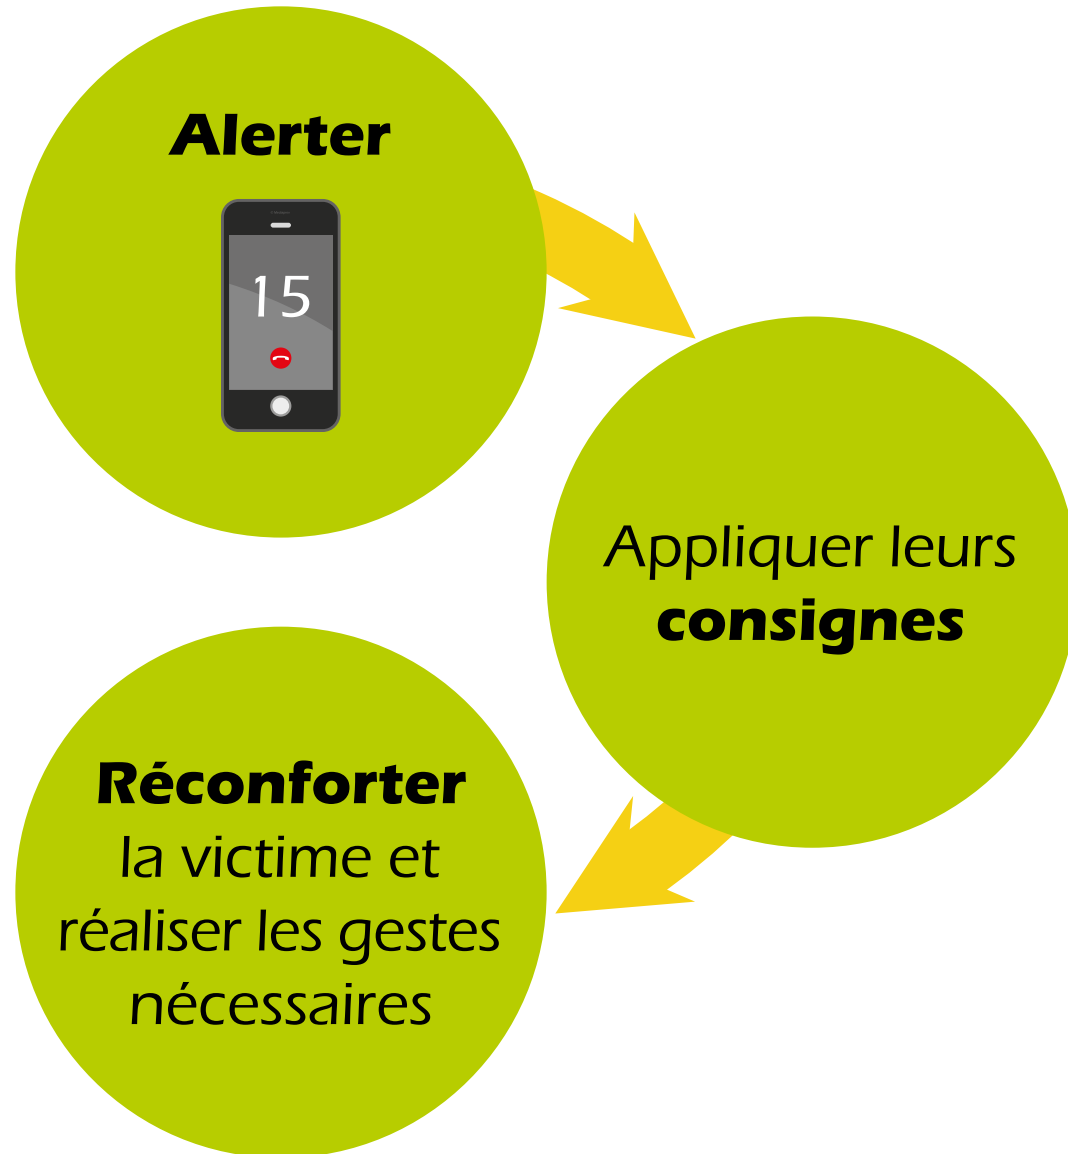 Alerter
15
Appliquer leurs
consignes
Réconforter
la victime et
réaliser les gestes
nécessaires